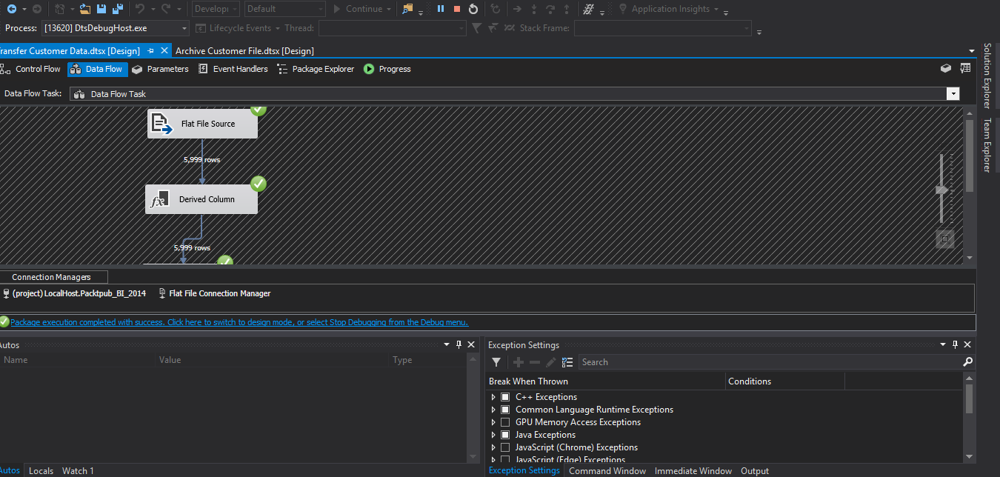 Developi
Default
Continue
Application Insights
Process:
[13620] DtsDebugHost.exe
Lifecycle Events
Thread:
Stack Frame:
ransfer Customer Data.dtsx [Design]
Archive Customer File.dtsx [Design]
Control Flow
Data Flow
Parameters
Event Handlers
Package Explorer
Progress
Data Flow Task:
Data Flow Task
Flat File Source
5,999 rows
fx
Derived Column
5,999 rows
Connection Managers
(project) LocalHost.Packtpub_BI_2014
Flat File Connection Manager
Package execution completed with success. Click here to switch to design mode, or select Stop Debugging from the Debug menu.
Autos
Name
Value
Type
Autos
Locals
Watch 1
Exception Settings
Search
Break When Thrown
Conditions
C++ Exceptions
Common Language Runtime Exceptions
GPU Memory Access Exceptions
Java Exceptions
JavaScript (Chrome) Exceptions
JavaScript (Edge) Exceptions
Exception Settings
Command Window
Immediate Window
Output
Solution Explorer
Team Explorer